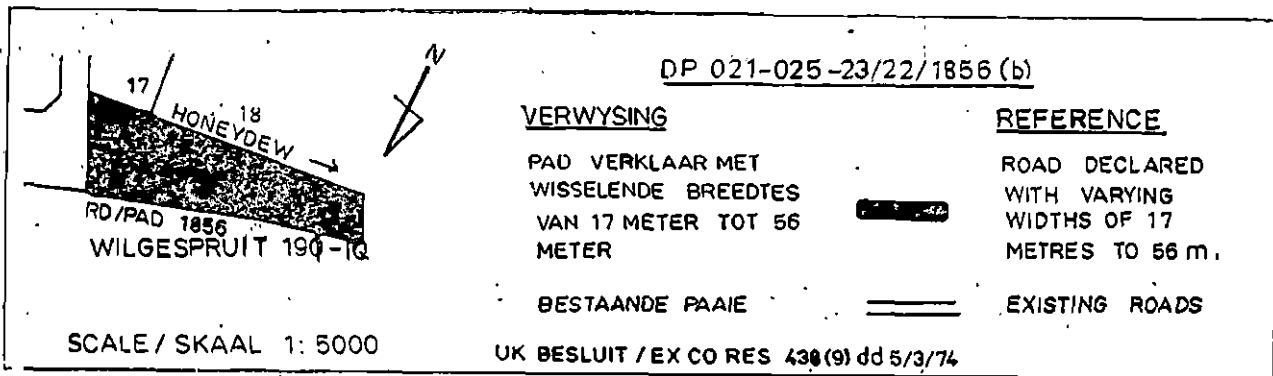 N
17
18
HONEYDEW
RD/PAD 1856
WILGESPRUIT 190-IQ
SCALE / SKAAL 1:5000
DP 021-025-23/22/1856 (b)
VERWYSING
PAD VERKLAAR MET
WISSELENDE BREEDTES
VAN 17 METER TOT 56
METER
BESTAANDE PAAIE
REFERENCE
ROAD DECLARED
WITH VARYING
WIDTHS OF 17
METRES TO 56 m.
EXISTING ROADS
UK BESLUIT / EX CO RES 438(9) dd 5/3/74